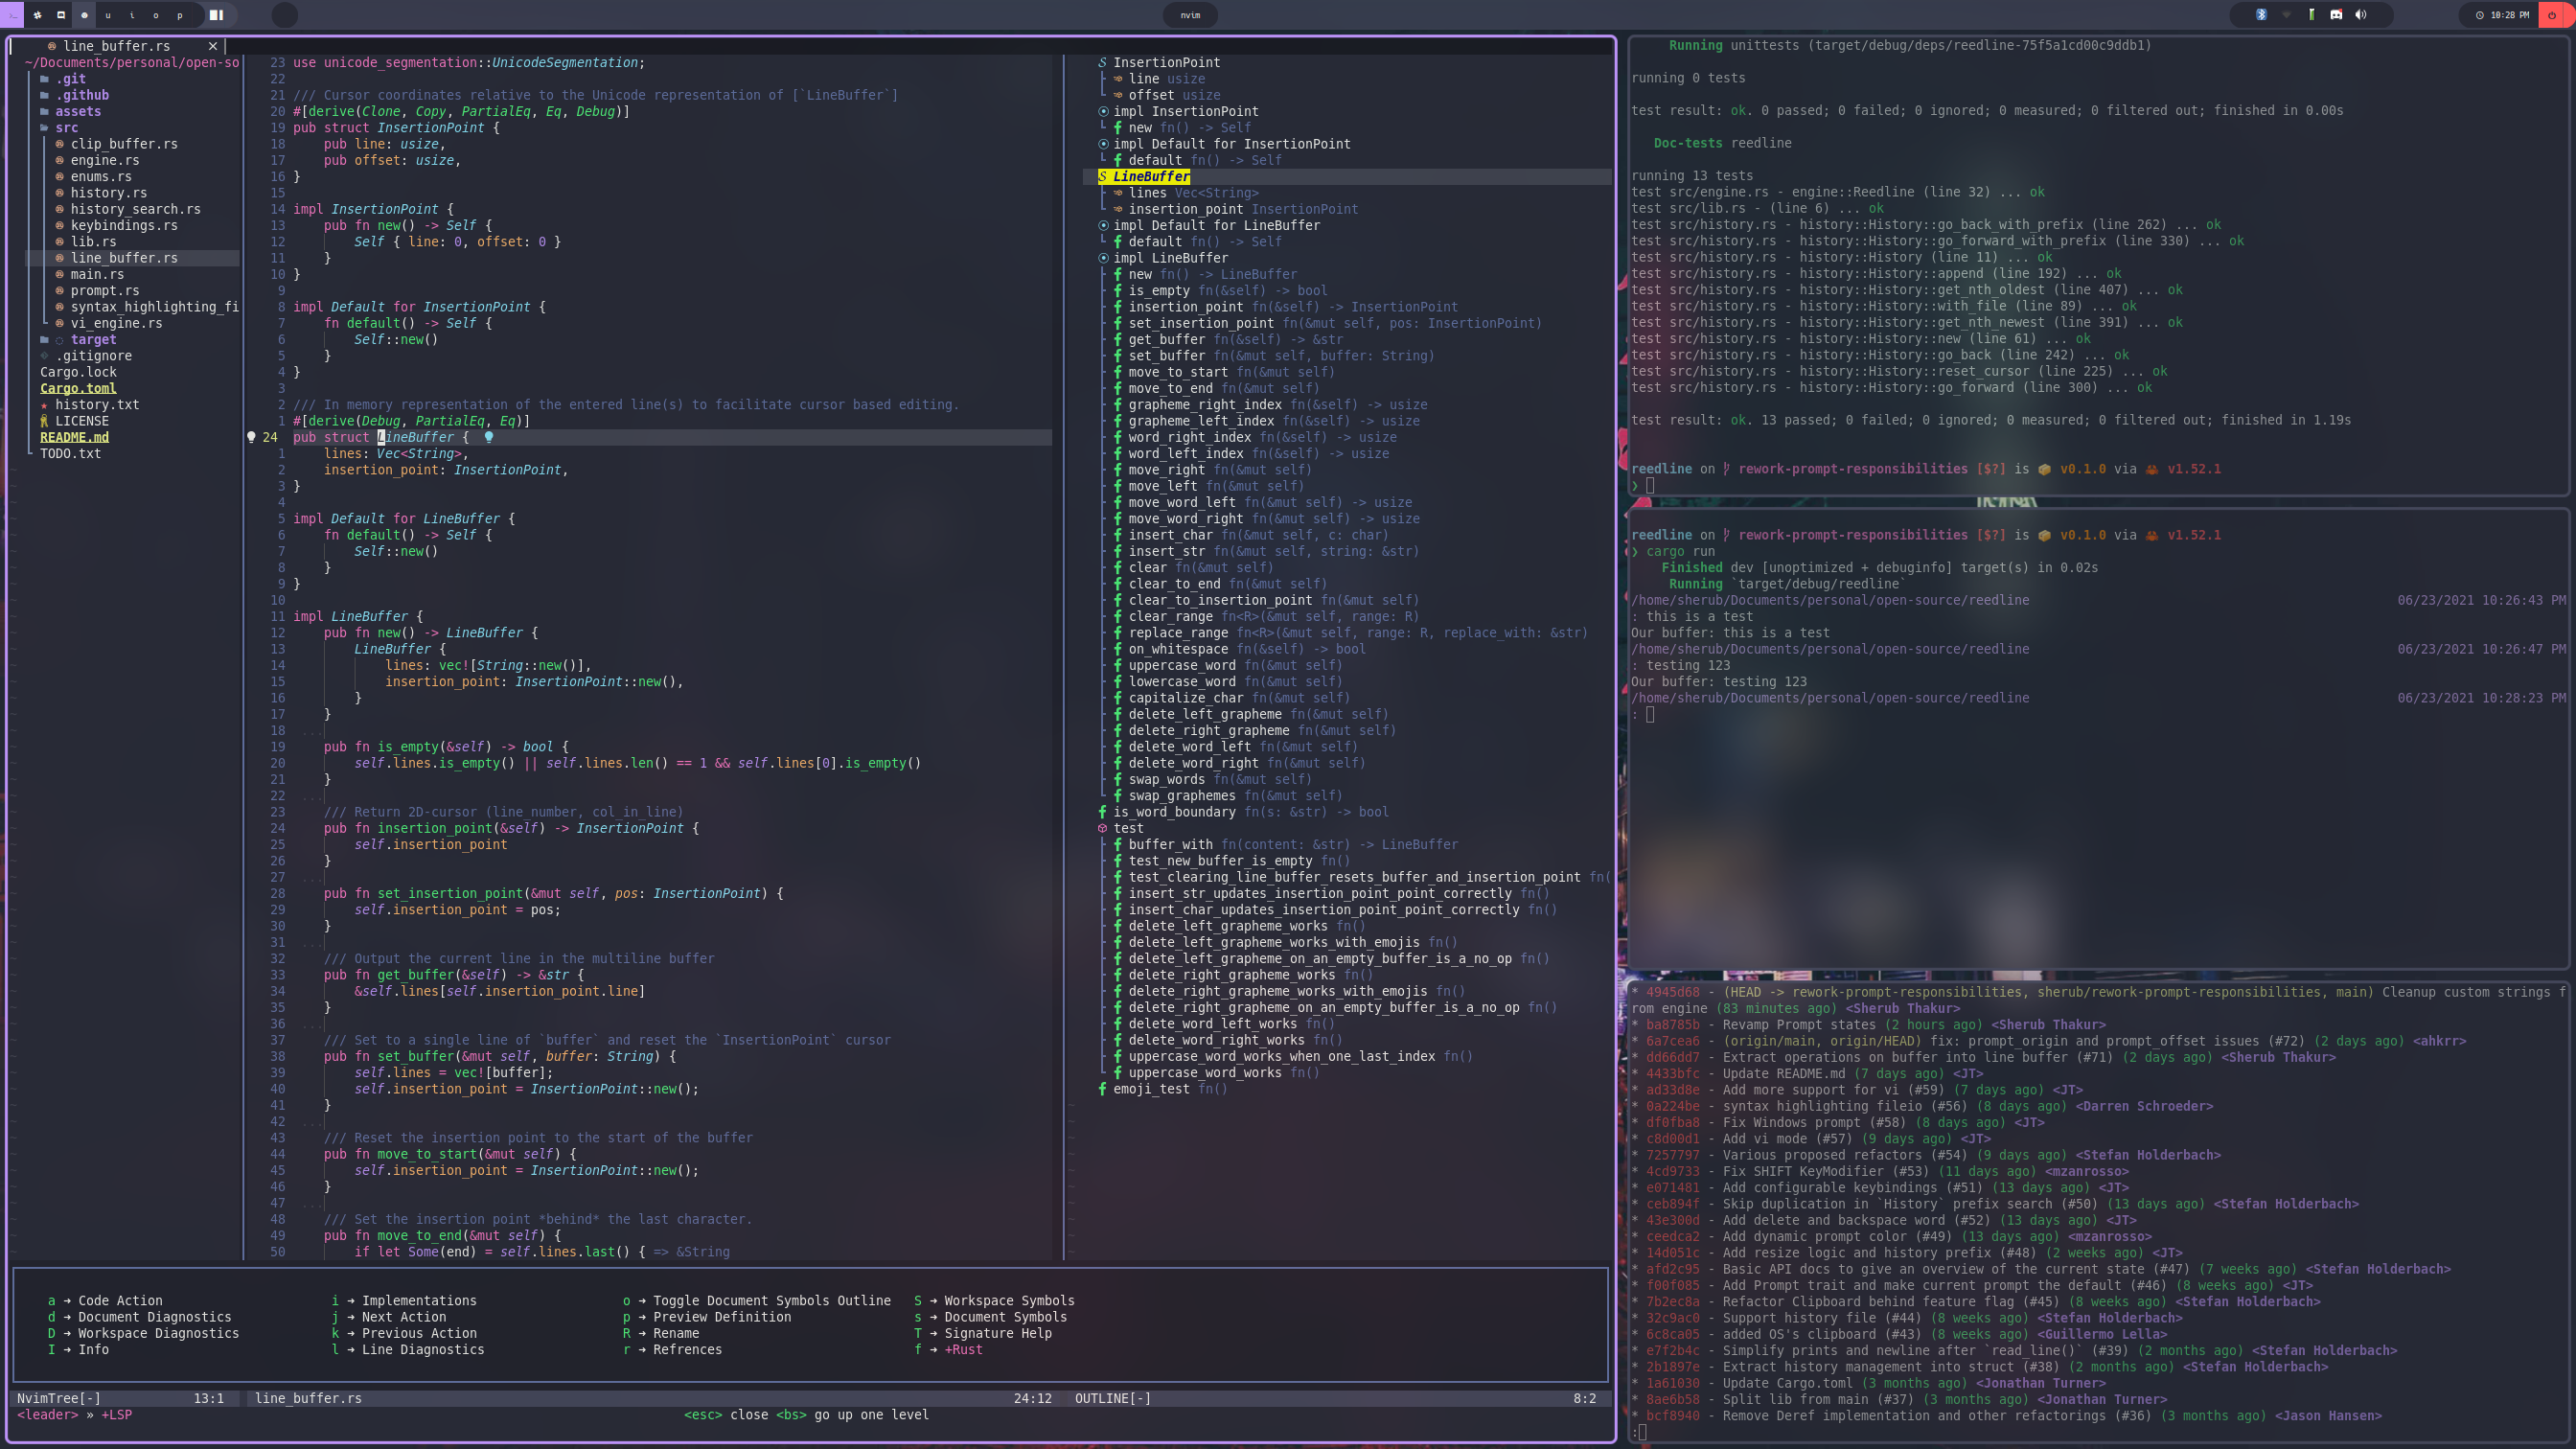 u i o p
nvim
10:28 PM
line_buffer.rs
~/Documents/personal/open-so
.git
.github
assets
src
clip_buffer.rs
engine.rs
enums.rs
history.rs
history_search.rs
keybindings.rs
lib.rs
line_buffer.rs
main.rs
prompt.rs
syntax_highlighting_fi
vi_engine.rs
target
.gitignore
Cargo.lock
Cargo.toml
history.txt
LICENSE
README.md
TODO.txt
23 use unicode_segmentation::UnicodeSegmentation;
22
21 /// Cursor coordinates relative to the Unicode representation of [`LineBuffer`]
20 #[derive(Clone, Copy, PartialEq, Eq, Debug)]
19 pub struct InsertionPoint {
18     pub line: usize,
17     pub offset: usize,
16 }
15
14 impl InsertionPoint {
13     pub fn new() -> Self {
12         Self { line: 0, offset: 0 }
11     }
10 }
9
8 impl Default for InsertionPoint {
7     fn default() -> Self {
6         Self::new()
5     }
4 }
3
2 /// In memory representation of the entered line(s) to facilitate cursor based editing.
1 #[derive(Debug, PartialEq, Eq)]
24 pub struct LineBuffer {
1     lines: Vec<String>,
2     insertion_point: InsertionPoint,
3 }
4
5 impl Default for LineBuffer {
6     fn default() -> Self {
7         Self::new()
8     }
9 }
10
11 impl LineBuffer {
12     pub fn new() -> LineBuffer {
13         LineBuffer {
14             lines: vec![String::new()],
15             insertion_point: InsertionPoint::new(),
16         }
17     }
18 ...
19     pub fn is_empty(&self) -> bool {
20         self.lines.is_empty() || self.lines.len() == 1 && self.lines[0].is_empty()
21     }
22 ...
23     /// Return 2D-cursor (line_number, col_in_line)
24     pub fn insertion_point(&self) -> InsertionPoint {
25         self.insertion_point
26     }
27 ...
28     pub fn set_insertion_point(&mut self, pos: InsertionPoint) {
29         self.insertion_point = pos;
30     }
31 ...
32     /// Output the current line in the multiline buffer
33     pub fn get_buffer(&self) -> &str {
34         &self.lines[self.insertion_point.line]
35     }
36 ...
37     /// Set to a single line of `buffer` and reset the `InsertionPoint` cursor
38     pub fn set_buffer(&mut self, buffer: String) {
39         self.lines = vec![buffer];
40         self.insertion_point = InsertionPoint::new();
41     }
42 ...
43     /// Reset the insertion point to the start of the buffer
44     pub fn move_to_start(&mut self) {
45         self.insertion_point = InsertionPoint::new();
46     }
47 ...
48     /// Set the insertion point *behind* the last character.
49     pub fn move_to_end(&mut self) {
50         if let Some(end) = self.lines.last() { => &String
S InsertionPoint
line usize
offset usize
impl InsertionPoint
f new fn() -> Self
impl Default for InsertionPoint
f default fn() -> Self
S LineBuffer
lines Vec<String>
insertion_point InsertionPoint
impl Default for LineBuffer
f default fn() -> Self
impl LineBuffer
f new fn() -> LineBuffer
f is_empty fn(&self) -> bool
f insertion_point fn(&self) -> InsertionPoint
f set_insertion_point fn(&mut self, pos: InsertionPoint)
f get_buffer fn(&self) -> &str
f set_buffer fn(&mut self, buffer: String)
f move_to_start fn(&mut self)
f move_to_end fn(&mut self)
f grapheme_right_index fn(&self) -> usize
f grapheme_left_index fn(&self) -> usize
f word_right_index fn(&self) -> usize
f word_left_index fn(&self) -> usize
f move_right fn(&mut self)
f move_left fn(&mut self)
f move_word_left fn(&mut self) -> usize
f move_word_right fn(&mut self) -> usize
f insert_char fn(&mut self, c: char)
f insert_str fn(&mut self, string: &str)
f clear fn(&mut self)
f clear_to_end fn(&mut self)
f clear_to_insertion_point fn(&mut self)
f clear_range fn<R>(&mut self, range: R)
f replace_range fn<R>(&mut self, range: R, replace_with: &str)
f on_whitespace fn(&self) -> bool
f uppercase_word fn(&mut self)
f lowercase_word fn(&mut self)
f capitalize_char fn(&mut self)
f delete_left_grapheme fn(&mut self)
f delete_right_grapheme fn(&mut self)
f delete_word_left fn(&mut self)
f delete_word_right fn(&mut self)
f swap_words fn(&mut self)
f swap_graphemes fn(&mut self)
f is_word_boundary fn(s: &str) -> bool
test
f buffer_with fn(content: &str) -> LineBuffer
f test_new_buffer_is_empty fn()
f test_clearing_line_buffer_resets_buffer_and_insertion_point fn(
f insert_str_updates_insertion_point_point_correctly fn()
f insert_char_updates_insertion_point_point_correctly fn()
f delete_left_grapheme_works fn()
f delete_left_grapheme_works_with_emojis fn()
f delete_left_grapheme_on_an_empty_buffer_is_a_no_op fn()
f delete_right_grapheme_works fn()
f delete_right_grapheme_works_with_emojis fn()
f delete_right_grapheme_on_an_empty_buffer_is_a_no_op fn()
f delete_word_left_works fn()
f delete_word_right_works fn()
f uppercase_word_works_when_one_last_index fn()
f uppercase_word_works fn()
f emoji_test fn()
a → Code Action i → Implementations o → Toggle Document Symbols Outline S → Workspace Symbols
d → Document Diagnostics j → Next Action p → Preview Definition s → Document Symbols
D → Workspace Diagnostics k → Previous Action R → Rename T → Signature Help
I → Info l → Line Diagnostics r → Refrences f → +Rust
NvimTree[-] 13:1 line_buffer.rs 24:12 OUTLINE[-] 8:2
<leader> » +LSP <esc> close <bs> go up one level
Running unittests (target/debug/deps/reedline-75f5a1cd00c9ddb1)
running 0 tests
test result: ok. 0 passed; 0 failed; 0 ignored; 0 measured; 0 filtered out; finished in 0.00s
Doc-tests reedline
running 13 tests
test src/engine.rs - engine::Reedline (line 32) ... ok
test src/lib.rs - (line 6) ... ok
test src/history.rs - history::History::go_back_with_prefix (line 262) ... ok
test src/history.rs - history::History::go_forward_with_prefix (line 330) ... ok
test src/history.rs - history::History (line 11) ... ok
test src/history.rs - history::History::append (line 192) ... ok
test src/history.rs - history::History::get_nth_oldest (line 407) ... ok
test src/history.rs - history::History::with_file (line 89) ... ok
test src/history.rs - history::History::get_nth_newest (line 391) ... ok
test src/history.rs - history::History::new (line 61) ... ok
test src/history.rs - history::History::go_back (line 242) ... ok
test src/history.rs - history::History::reset_cursor (line 225) ... ok
test src/history.rs - history::History::go_forward (line 300) ... ok
test result: ok. 13 passed; 0 failed; 0 ignored; 0 measured; 0 filtered out; finished in 1.19s
reedline on rework-prompt-responsibilities [$?] is 📦 v0.1.0 via 🦀 v1.52.1
❯
reedline on rework-prompt-responsibilities [$?] is 📦 v0.1.0 via 🦀 v1.52.1
❯ cargo run
Finished dev [unoptimized + debuginfo] target(s) in 0.02s
Running `target/debug/reedline`
/home/sherub/Documents/personal/open-source/reedline 06/23/2021 10:26:43 PM
: this is a test
Our buffer: this is a test
/home/sherub/Documents/personal/open-source/reedline 06/23/2021 10:26:47 PM
: testing 123
Our buffer: testing 123
/home/sherub/Documents/personal/open-source/reedline 06/23/2021 10:28:23 PM
:
* 4945d68 - (HEAD -> rework-prompt-responsibilities, sherub/rework-prompt-responsibilities, main) Cleanup custom strings f
rom engine (83 minutes ago) <Sherub Thakur>
* ba8785b - Revamp Prompt states (2 hours ago) <Sherub Thakur>
* 6a7cea6 - (origin/main, origin/HEAD) fix: prompt_origin and prompt_offset issues (#72) (2 days ago) <ahkrr>
* dd66dd7 - Extract operations on buffer into line buffer (#71) (2 days ago) <Sherub Thakur>
* 4433bfc - Update README.md (7 days ago) <JT>
* ad33d8e - Add more support for vi (#59) (7 days ago) <JT>
* 0a224be - syntax highlighting fileio (#56) (8 days ago) <Darren Schroeder>
* df0fba8 - Fix Windows prompt (#58) (8 days ago) <JT>
* c8d00d1 - Add vi mode (#57) (9 days ago) <JT>
* 7257797 - Various proposed refactors (#54) (9 days ago) <Stefan Holderbach>
* 4cd9733 - Fix SHIFT KeyModifier (#53) (11 days ago) <mzanrosso>
* e071481 - Add configurable keybindings (#51) (13 days ago) <JT>
* ceb894f - Skip duplication in `History` prefix search (#50) (13 days ago) <Stefan Holderbach>
* 43e300d - Add delete and backspace word (#52) (13 days ago) <JT>
* ceedca2 - Add dynamic prompt color (#49) (13 days ago) <mzanrosso>
* 14d051c - Add resize logic and history prefix (#48) (2 weeks ago) <JT>
* afd2c95 - Basic API docs to give an overview of the current state (#47) (7 weeks ago) <Stefan Holderbach>
* f00f085 - Add Prompt trait and make current prompt the default (#46) (8 weeks ago) <JT>
* 7b2ec8a - Refactor Clipboard behind feature flag (#45) (8 weeks ago) <Stefan Holderbach>
* 32c9ac0 - Support history file (#44) (8 weeks ago) <Stefan Holderbach>
* 6c8ca05 - added OS's clipboard (#43) (8 weeks ago) <Guillermo Lella>
* e7f2b4c - Simplify prints and newline after `read_line()` (#39) (2 months ago) <Stefan Holderbach>
* 2b1897e - Extract history management into struct (#38) (2 months ago) <Stefan Holderbach>
* 1a61030 - Update Cargo.toml (3 months ago) <Jonathan Turner>
* 8ae6b58 - Split lib from main (#37) (3 months ago) <Jonathan Turner>
* bcf8940 - Remove Deref implementation and other refactorings (#36) (3 months ago) <Jason Hansen>
: